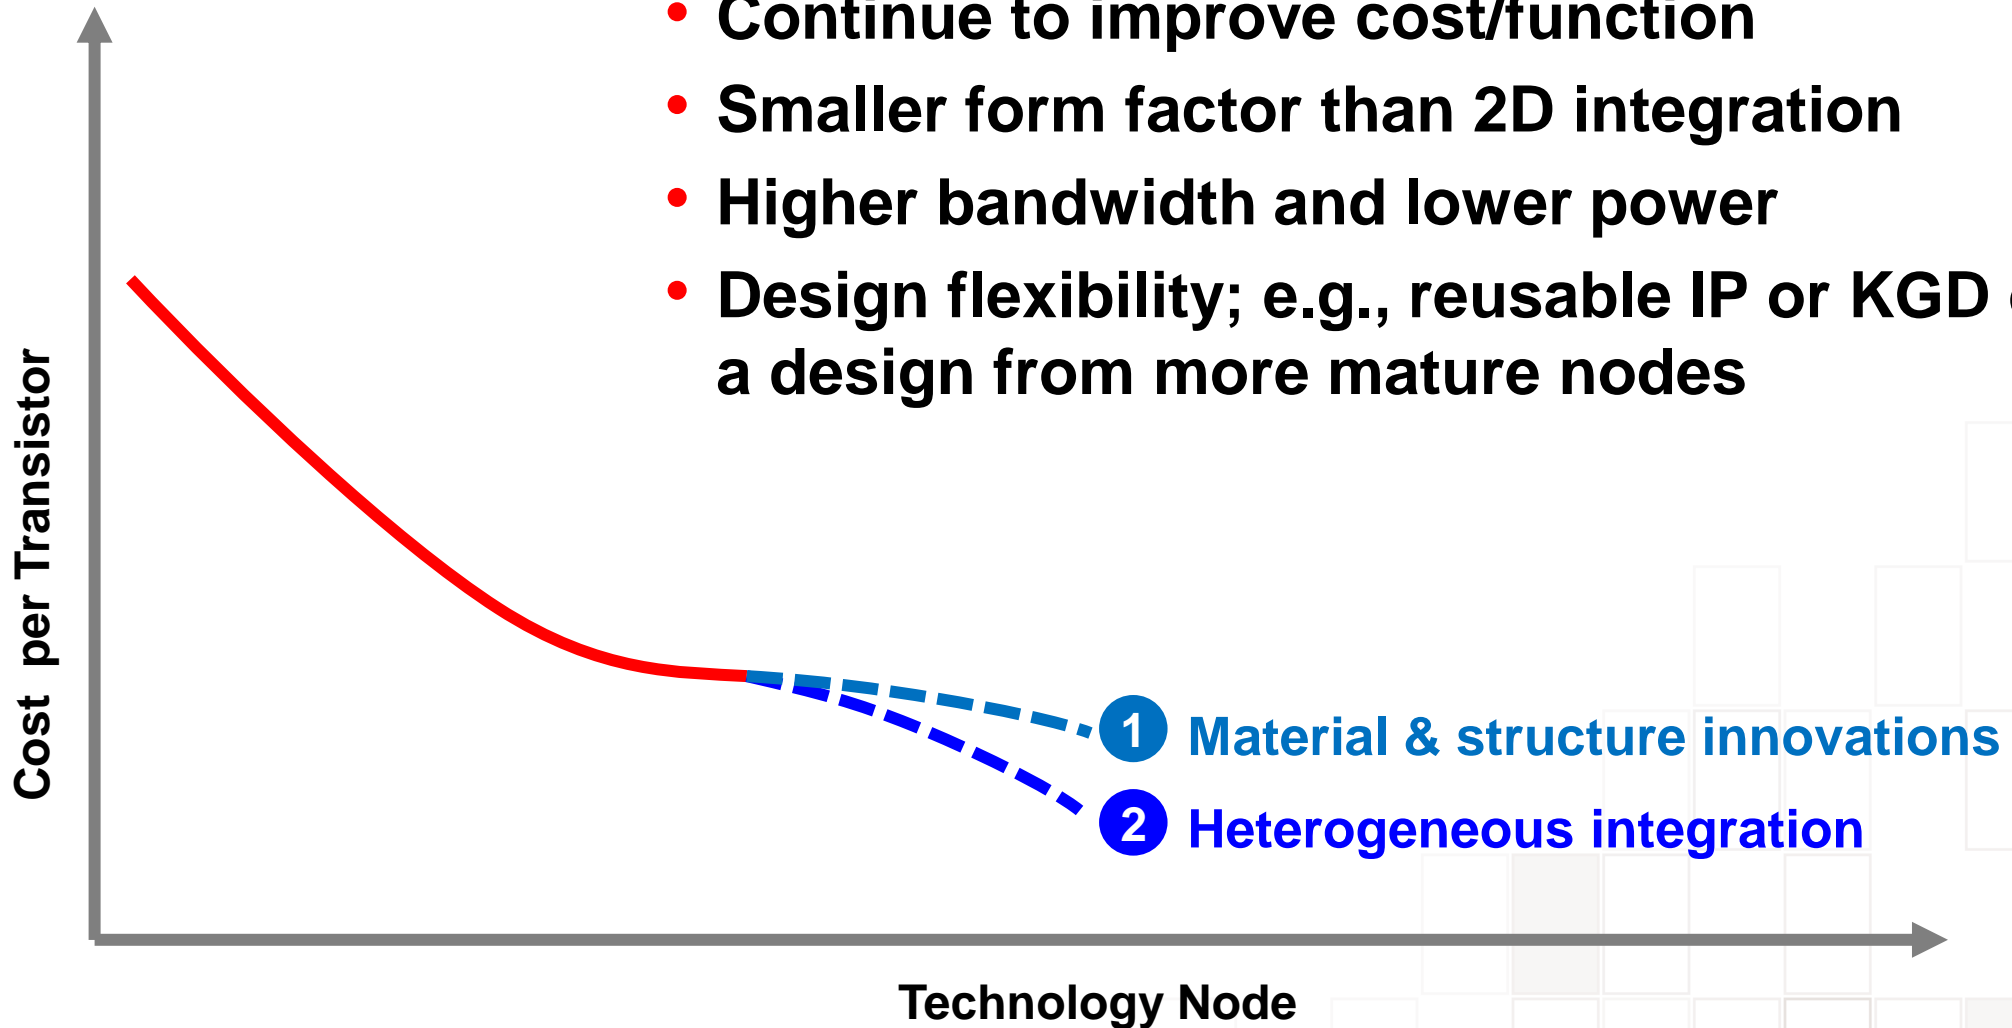 • Continue to improve cost/function
• Smaller form factor than 2D integration
• Higher bandwidth and lower power
• Design flexibility; e.g., reusable IP or KGD
a design from more mature nodes
Cost per Transistor
1 Material & structure innovations
2 Heterogeneous integration
Technology Node